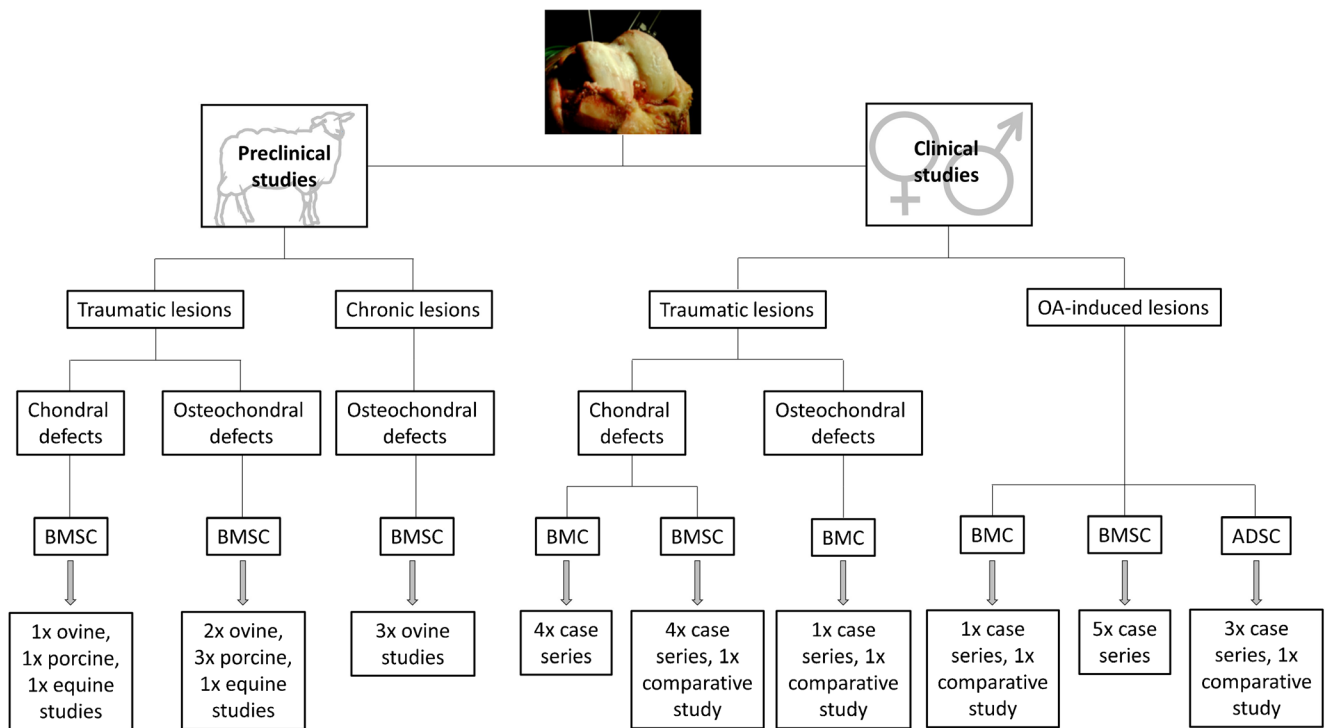 Preclinical
studies
Clinical
studies
Traumatic lesions
Chronic lesions
Traumatic lesions
OA-induced lesions
Chondral
defects
Osteochondral
defects
Osteochondral
defects
Chondral
defects
Osteochondral
defects
BMSC
BMSC
BMSC
BMC
BMSC
BMC
BMC
BMSC
ADSC
1x ovine,
1x porcine,
1x equine
studies
2x ovine,
3x porcine,
1x equine
studies
3x ovine
studies
4x case
series
4x case
series, 1x
comparative
study
1x case
series, 1x
comparative
study
1x case
series, 1x
comparative
study
5x case
series
3x case
series, 1x
comparative
study